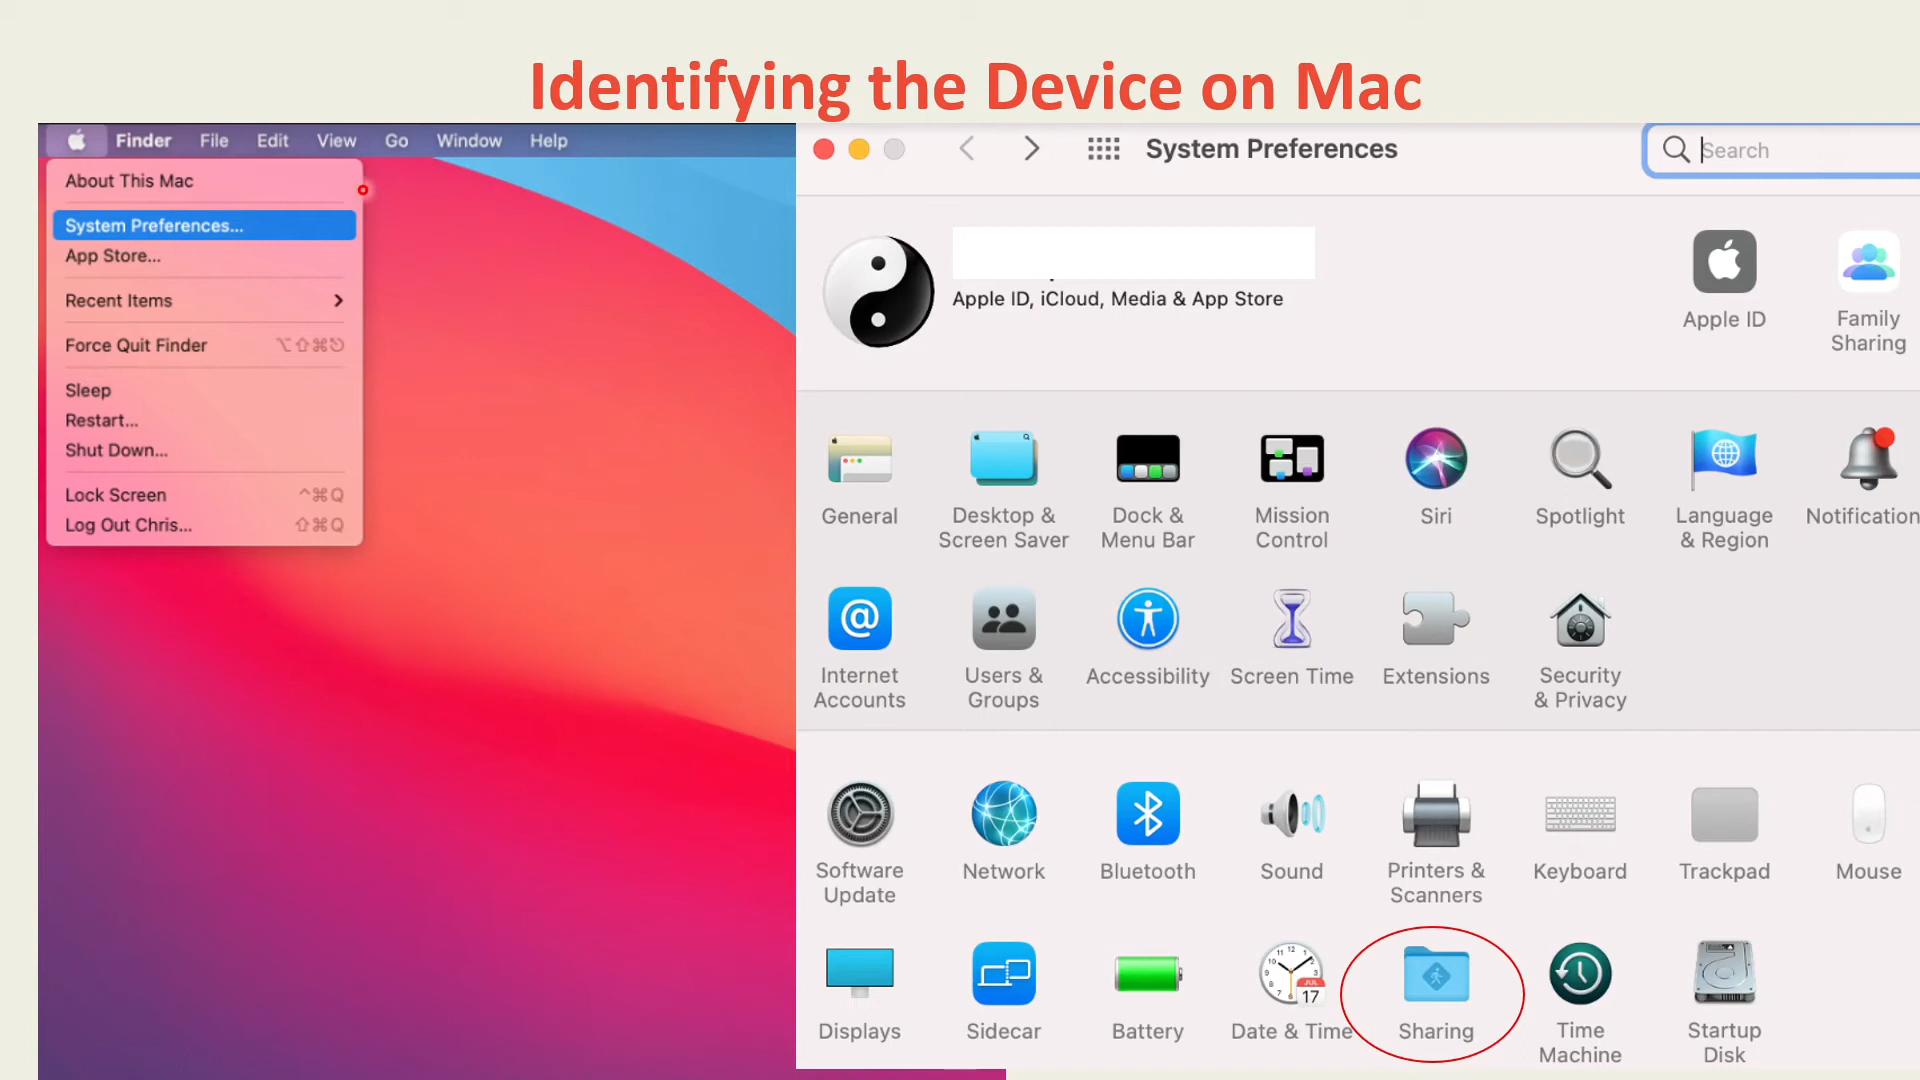 Identifying the Device on Mac
Finder File Edit View Go Window Help
About This Mac
System Preferences...
App Store...
Recent Items
Force Quit Finder ⌥⇧⌘⎋
Sleep
Restart...
Shut Down...
Lock Screen ^⌘Q
Log Out Chris... ⇧⌘Q
System Preferences
Search
Apple ID, iCloud, Media & App Store
Apple ID
Family
Sharing
General
Desktop &
Screen Saver
Dock &
Menu Bar
Mission
Control
Siri
Spotlight
Language
& Region
Notification
Internet
Accounts
Users &
Groups
Accessibility
Screen Time
Extensions
Security
& Privacy
Software
Update
Network
Bluetooth
Sound
Printers &
Scanners
Keyboard
Trackpad
Mouse
Displays
Sidecar
Battery
JUL
17
Date & Time
Sharing
Time
Machine
Startup
Disk